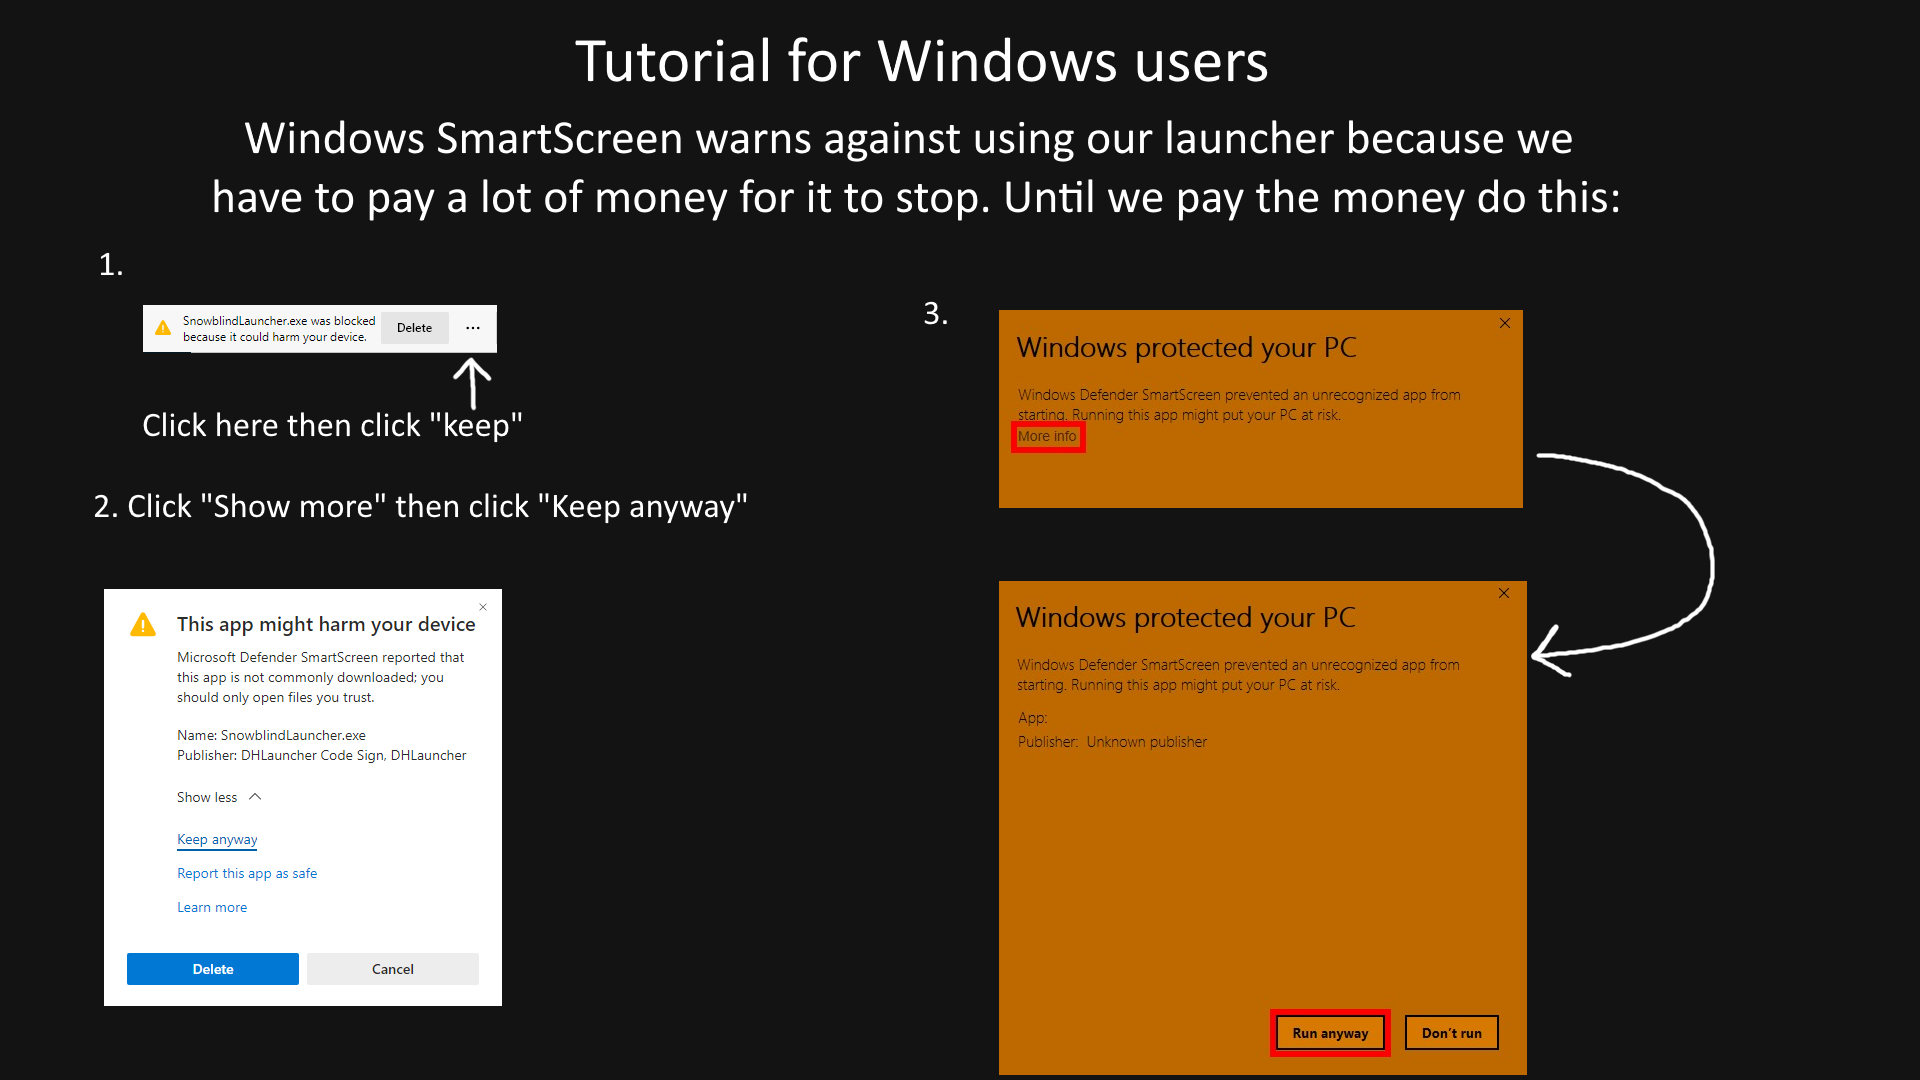 Tutorial for Windows users
Windows SmartScreen warns against using our launcher because we
have to pay a lot of money for it to stop. Until we pay the money do this:
1.
SnowblindLauncher.exe was blocked
because it could harm your device.
Delete
...
Click here then click "keep"
2. Click "Show more" then click "Keep anyway"
This app might harm your device
Microsoft Defender SmartScreen reported that
this app is not commonly downloaded; you
should only open files you trust.
Name: SnowblindLauncher.exe
Publisher: DHLauncher Code Sign, DHLauncher
Show less
Keep anyway
Report this app as safe
Learn more
Delete
Cancel
3.
Windows protected your PC
Windows Defender SmartScreen prevented an unrecognized app from
starting. Running this app might put your PC at risk.
More info
Windows protected your PC
Windows Defender SmartScreen prevented an unrecognized app from
starting. Running this app might put your PC at risk.
App:
Publisher: Unknown publisher
Run anyway
Don't run